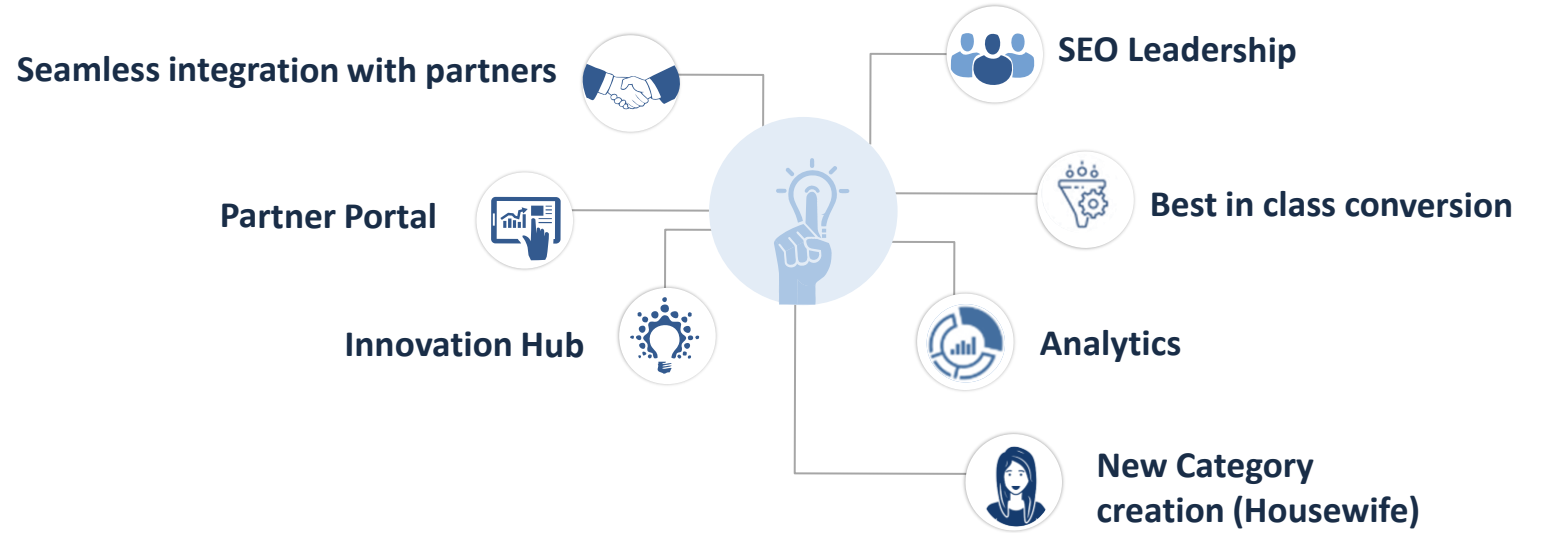 Seamless integration with partners
SEO Leadership
Partner Portal
Best in class conversion
Innovation Hub
Analytics
New Category
creation (Housewife)